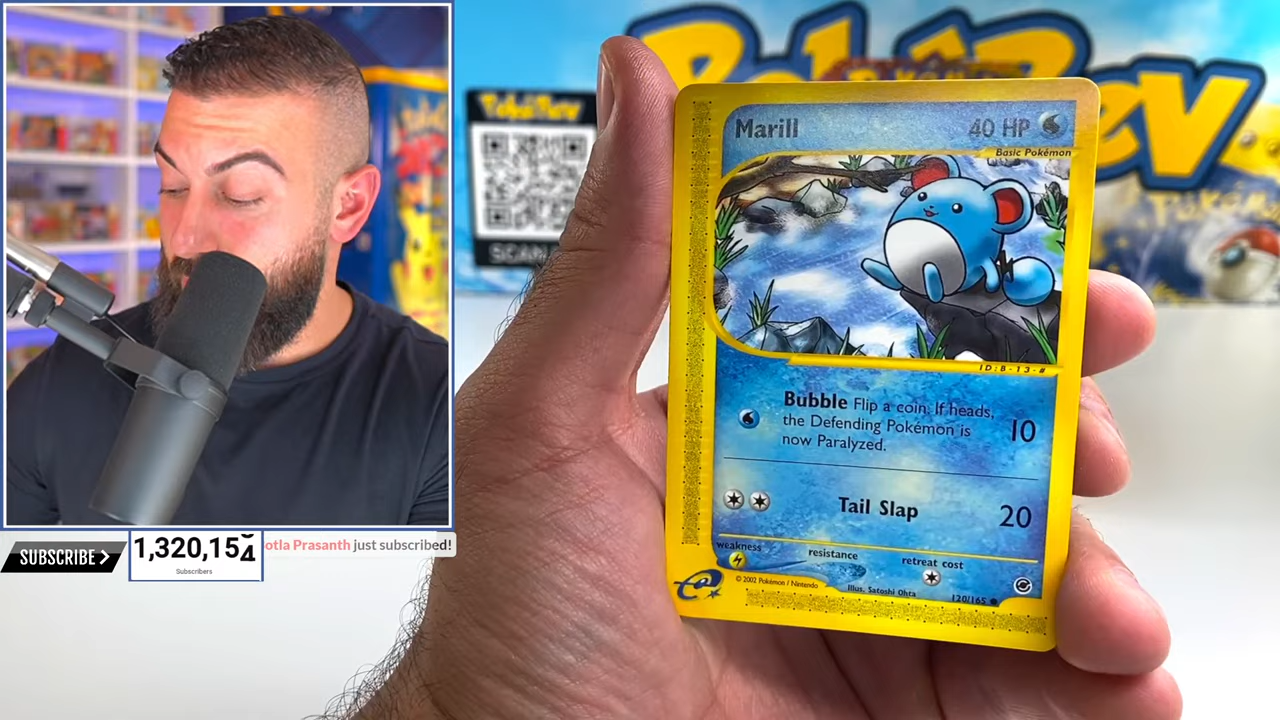 PokéRev
PokéRev
SCAN
Marill
40 HP
Basic Pokémon
ID:B-13-#
Bubble Flip a coin. If heads,
the Defending Pokémon is
now Paralyzed.
10
Tail Slap
20
weakness
resistance
retreat cost
© 2002 Pokémon / Nintendo
Illus. Satoshi Ohta
120/165
SUBSCRIBE
1,320,154
Subscribers
otla Prasanth just subscribed!